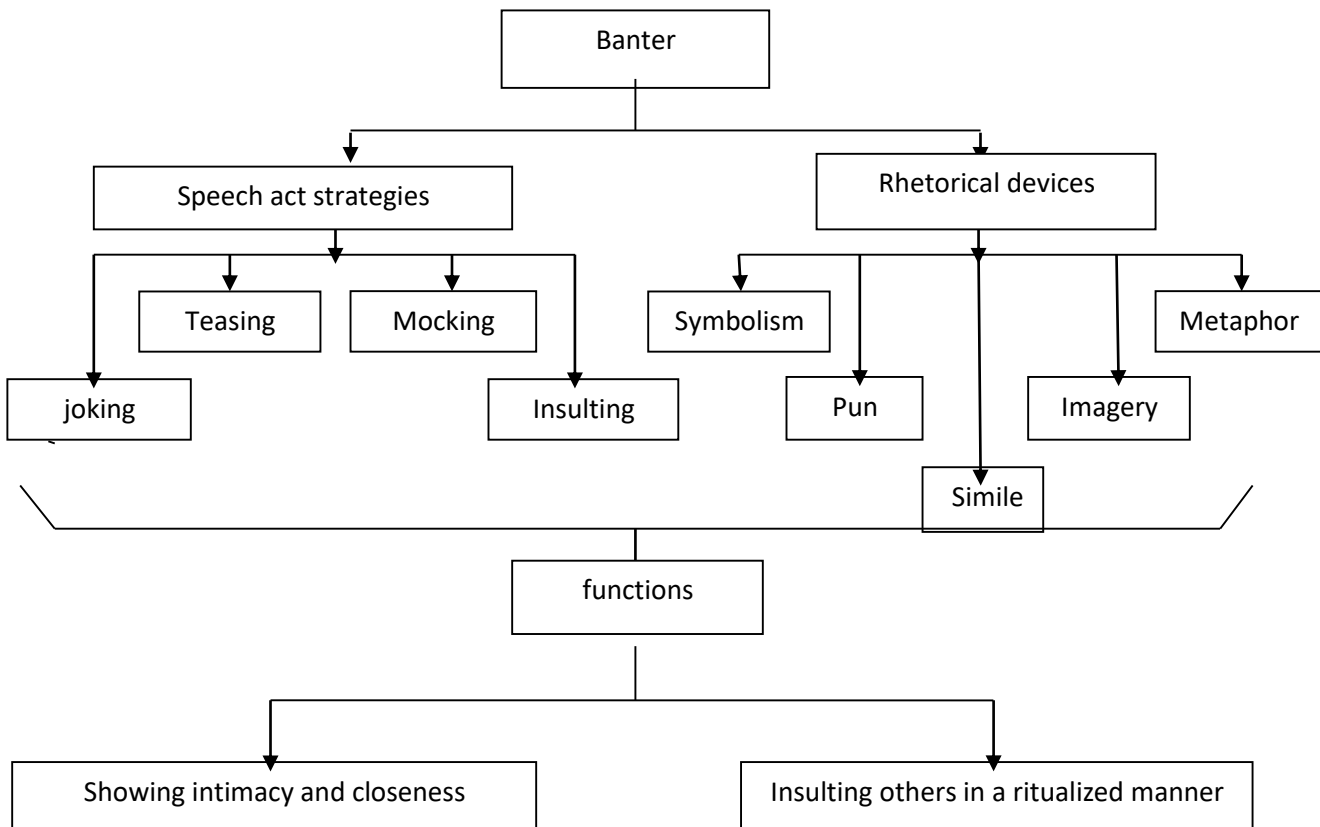 Banter
Speech act strategies
Rhetorical devices
Teasing
Mocking
Symbolism
Metaphor
joking
Insulting
Pun
Imagery
Simile
functions
Showing intimacy and closeness
Insulting others in a ritualized manner